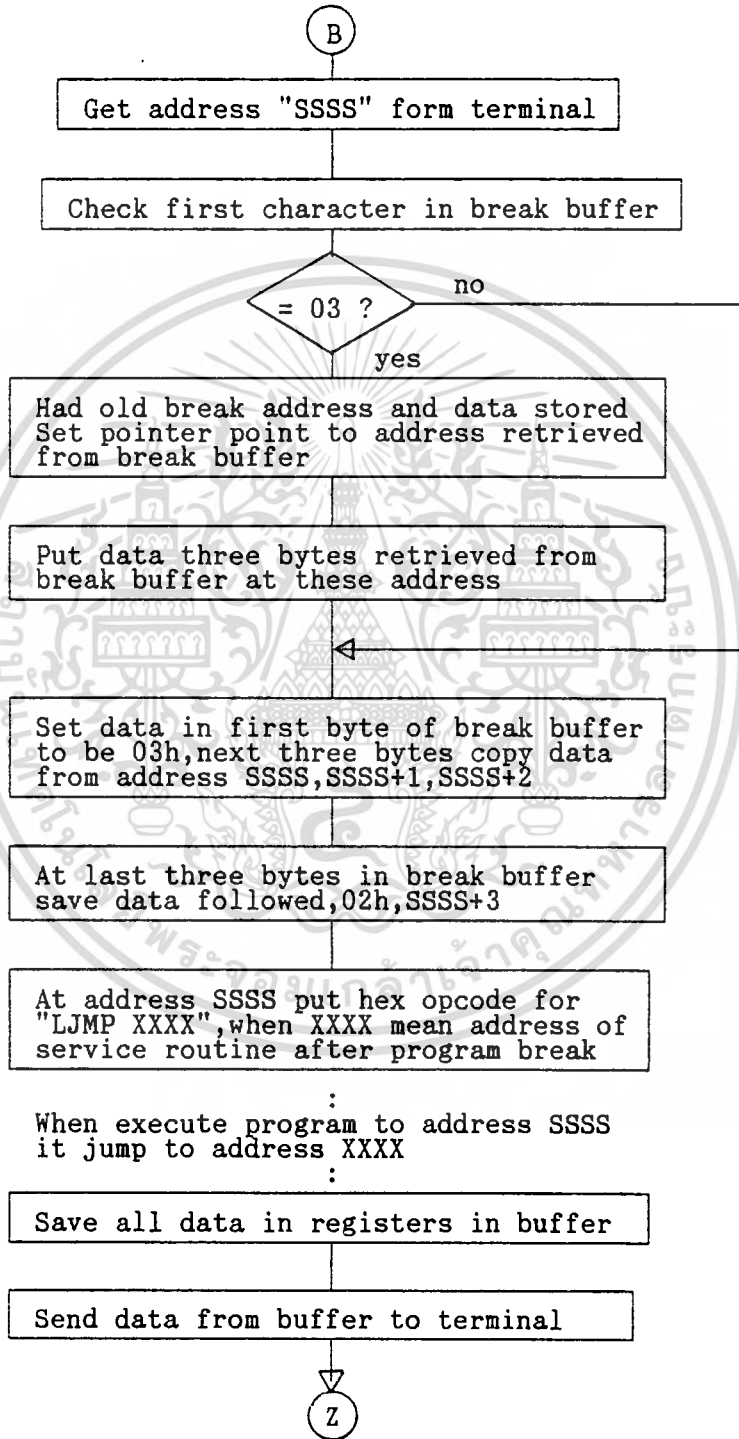 B
Get address "SSSS" form terminal
Check first character in break buffer
= 03 ?
no
yes
Had old break address and data stored
Set pointer point to address retrieved
from break buffer
Put data three bytes retrieved from
break buffer at these address
Set data in first byte of break buffer
to be 03h,next three bytes copy data
from address SSSS,SSSS+1,SSSS+2
At last three bytes in break buffer
save data followed,02h,SSSS+3
At address SSSS put hex opcode for
"LJMP XXXX",when XXXX mean address of
service routine after program break
:
When execute program to address SSSS
it jump to address XXXX
:
Save all data in registers in buffer
Send data from buffer to terminal
Z